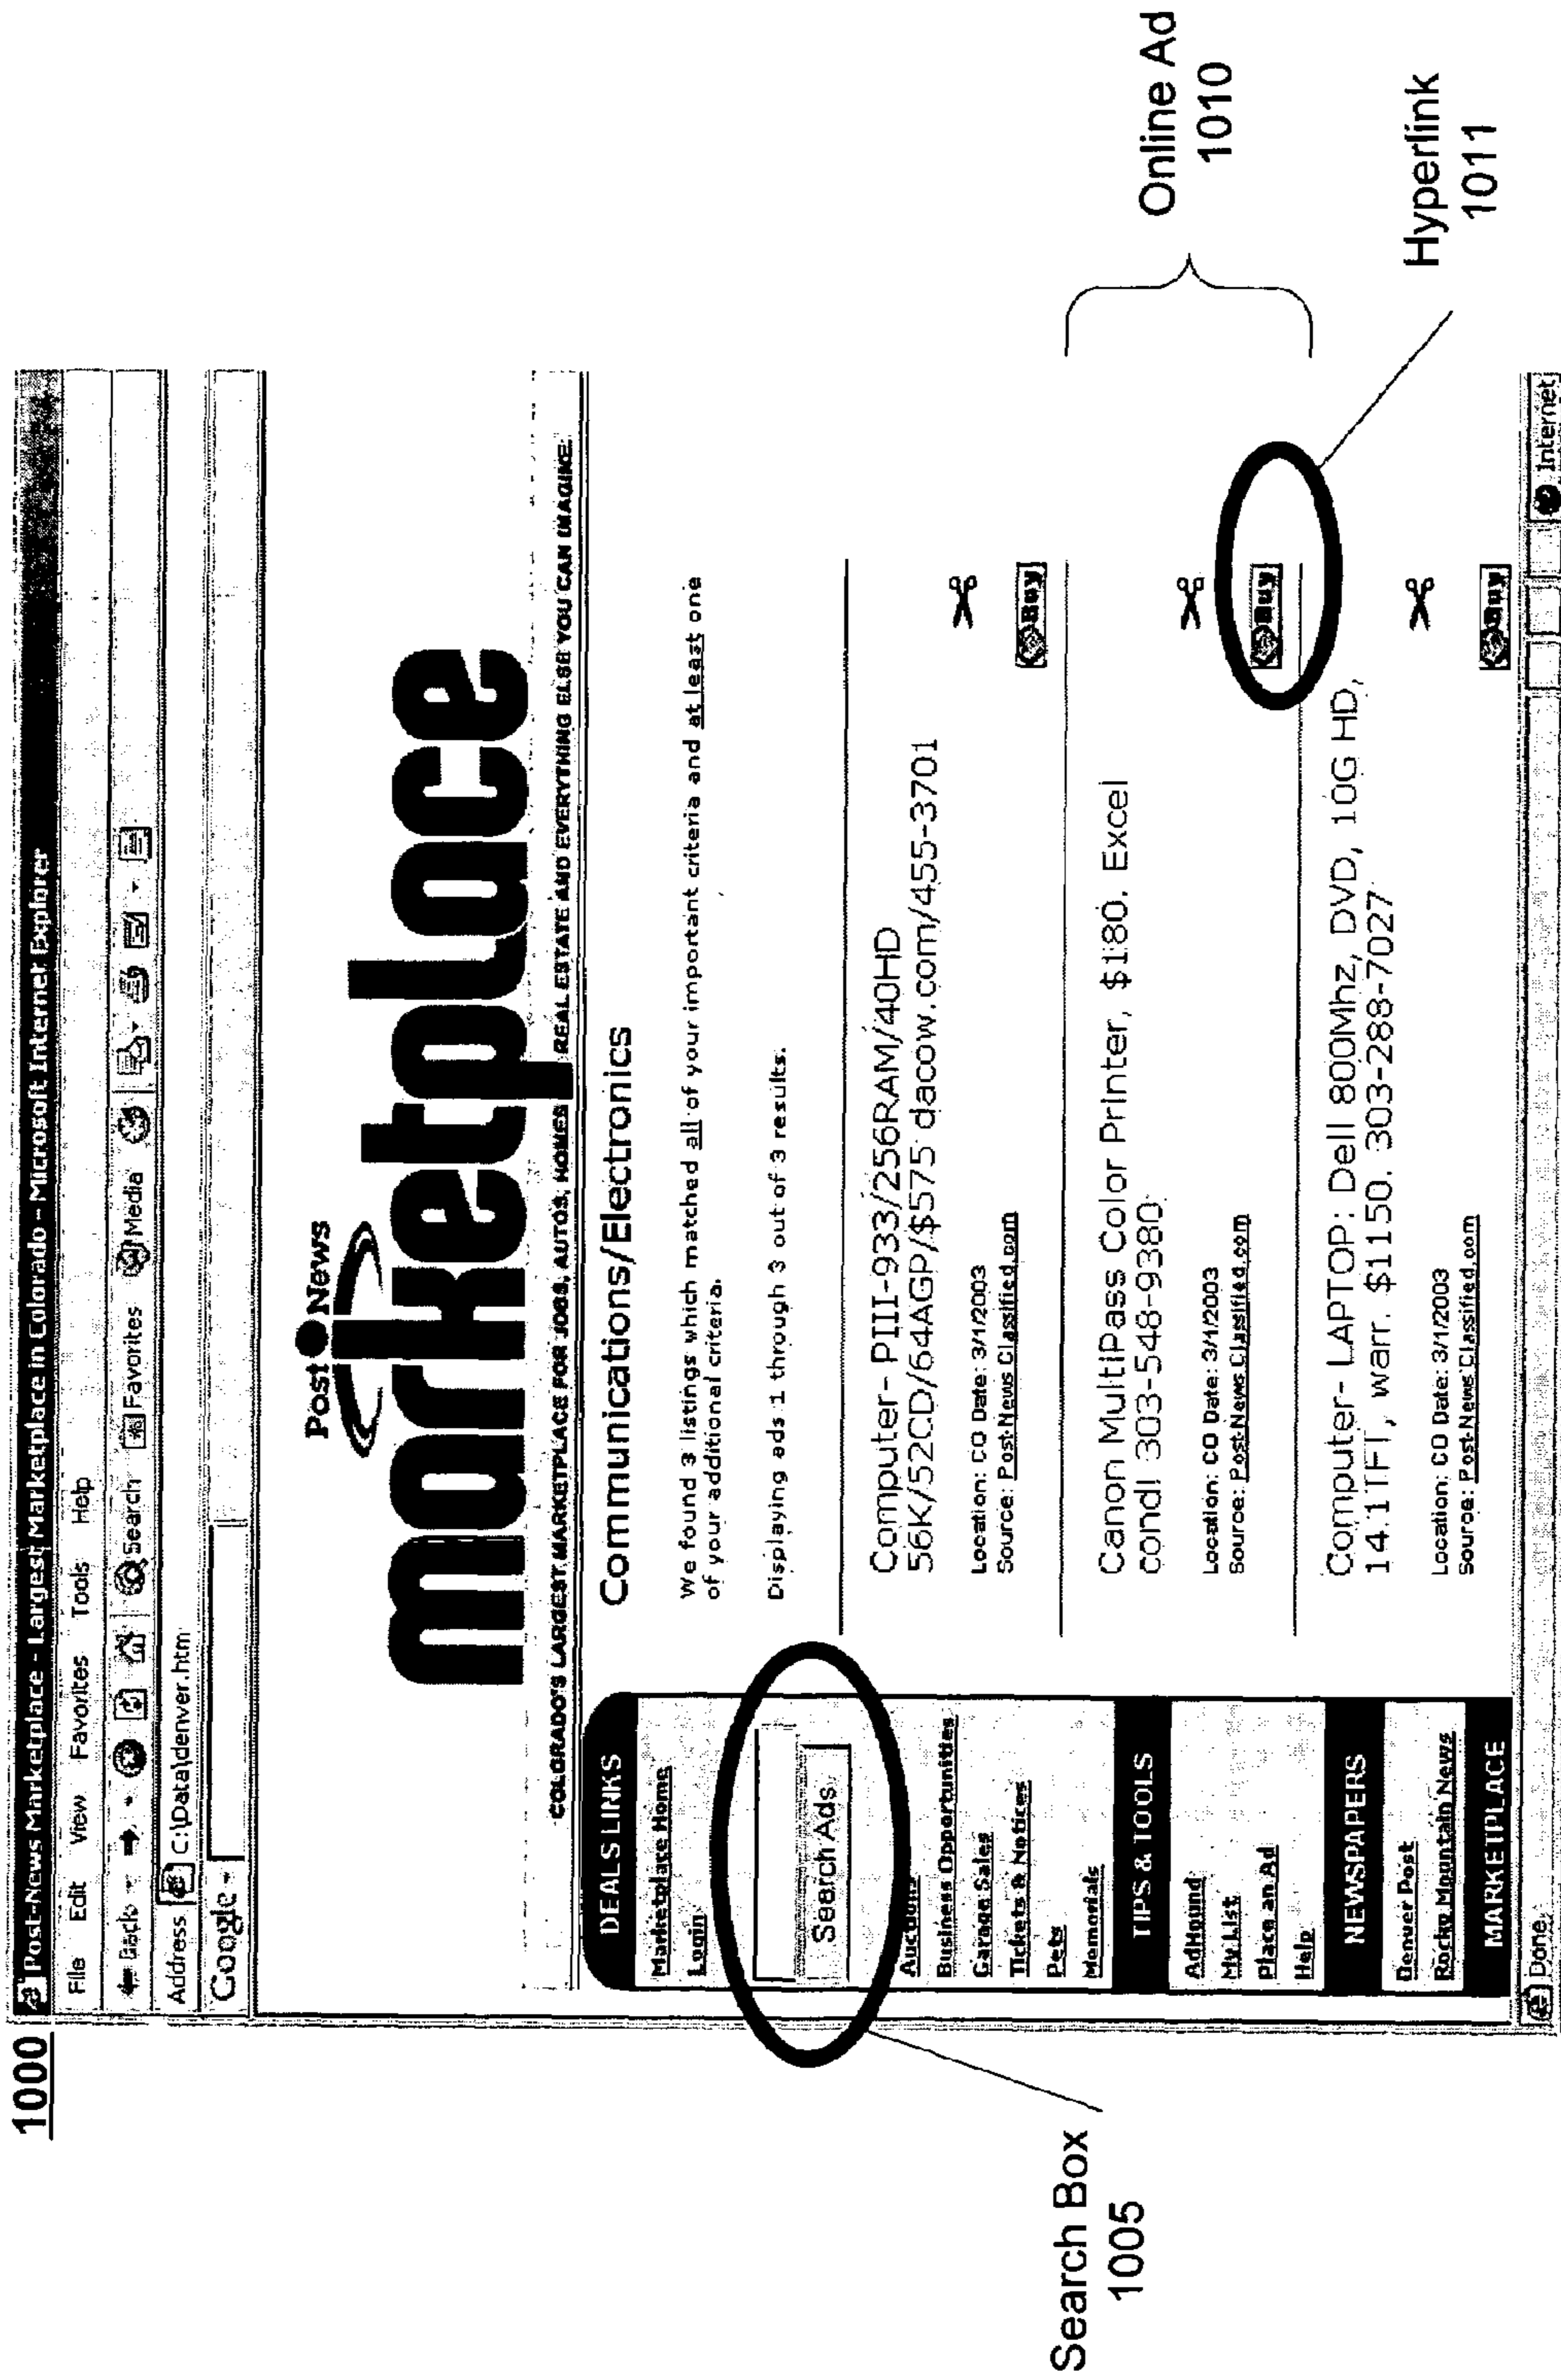 1000
Post-News Marketplace - Largest Marketplace in Colorado - Microsoft Internet Explorer
File Edit View Favorites Tools Help
Back Search Favorites Media
Address C:\Data\denver.htm
Google
Post News
marketplace
COLORADO'S LARGEST MARKETPLACE FOR JOBS, AUTOS, HOMES, REAL ESTATE AND EVERYTHING ELSE YOU CAN IMAGINE.
DEALS LINKS
Marketplace Home
Login
Search Ads
Auctions
Business Opportunities
Garage Sales
Tickets & Notices
Pets
Memorials
TIPS & TOOLS
AdHound
My List
Place an Ad
Help
NEWSPAPERS
Denver Post
Rocky Mountain News
MARKETPLACE
Communications/Electronics
We found 3 listings which matched all of your important criteria and at least one
of your additional criteria.
Displaying ads 1 through 3 out of 3 results.
Computer- PIII-933/256RAM/40HD
56K/52CD/64AGP/$575 dacow.com/455-3701
Location: CO Date: 3/1/2003
Source: Post-News Classified.com
Buy
Canon MultiPass Color Printer, $180. Excel
cond! 303-548-9380
Location: CO Date: 3/1/2003
Source: Post-News Classified.com
Buy
Computer- LAPTOP: Dell 800Mhz, DVD, 10G HD,
14.1TFT, warr. $1150. 303-288-7027
Location: CO Date: 3/1/2003
Source: Post-News Classified.com
Buy
Done
Internet
Search Box
1005
Online Ad
1010
Hyperlink
1011